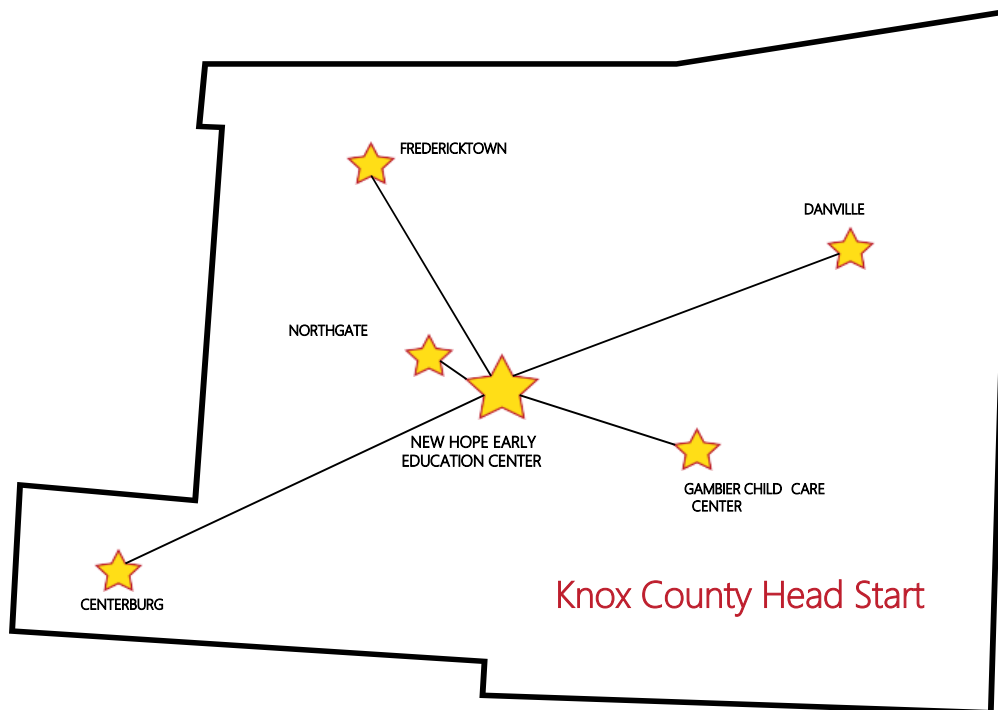 FREDERICKTOWN
DANVILLE
NORTHGATE
NEW HOPE EARLY
EDUCATION CENTER
GAMBIER CHILD CARE
CENTER
CENTERBURG
Knox County Head Start